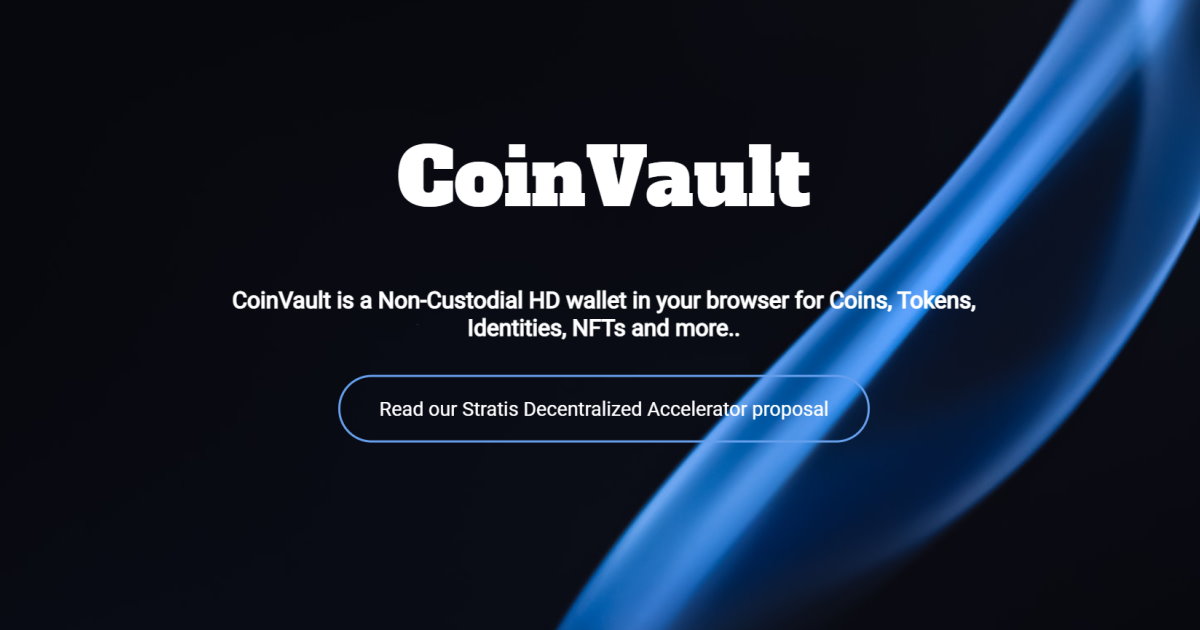 CoinVault
CoinVault is a Non-Custodial HD wallet in your browser for Coins, Tokens,
Identities, NFTs and more..
Read our Stratis Decentralized Accelerator proposal